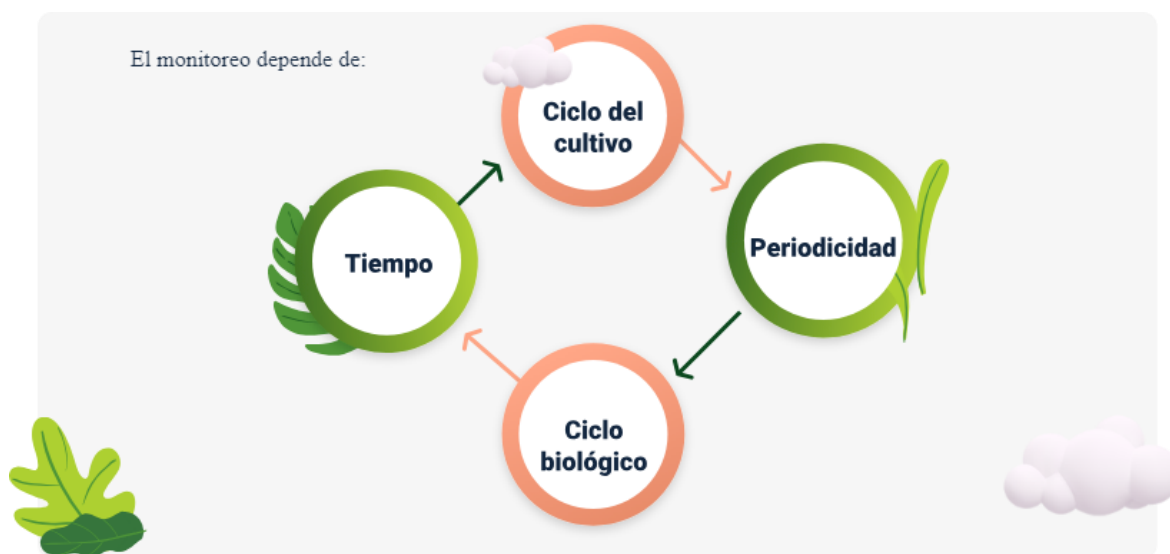 El monitoreo depende de:
Ciclo del
cultivo
Periodicidad
Tiempo
Ciclo
biológico